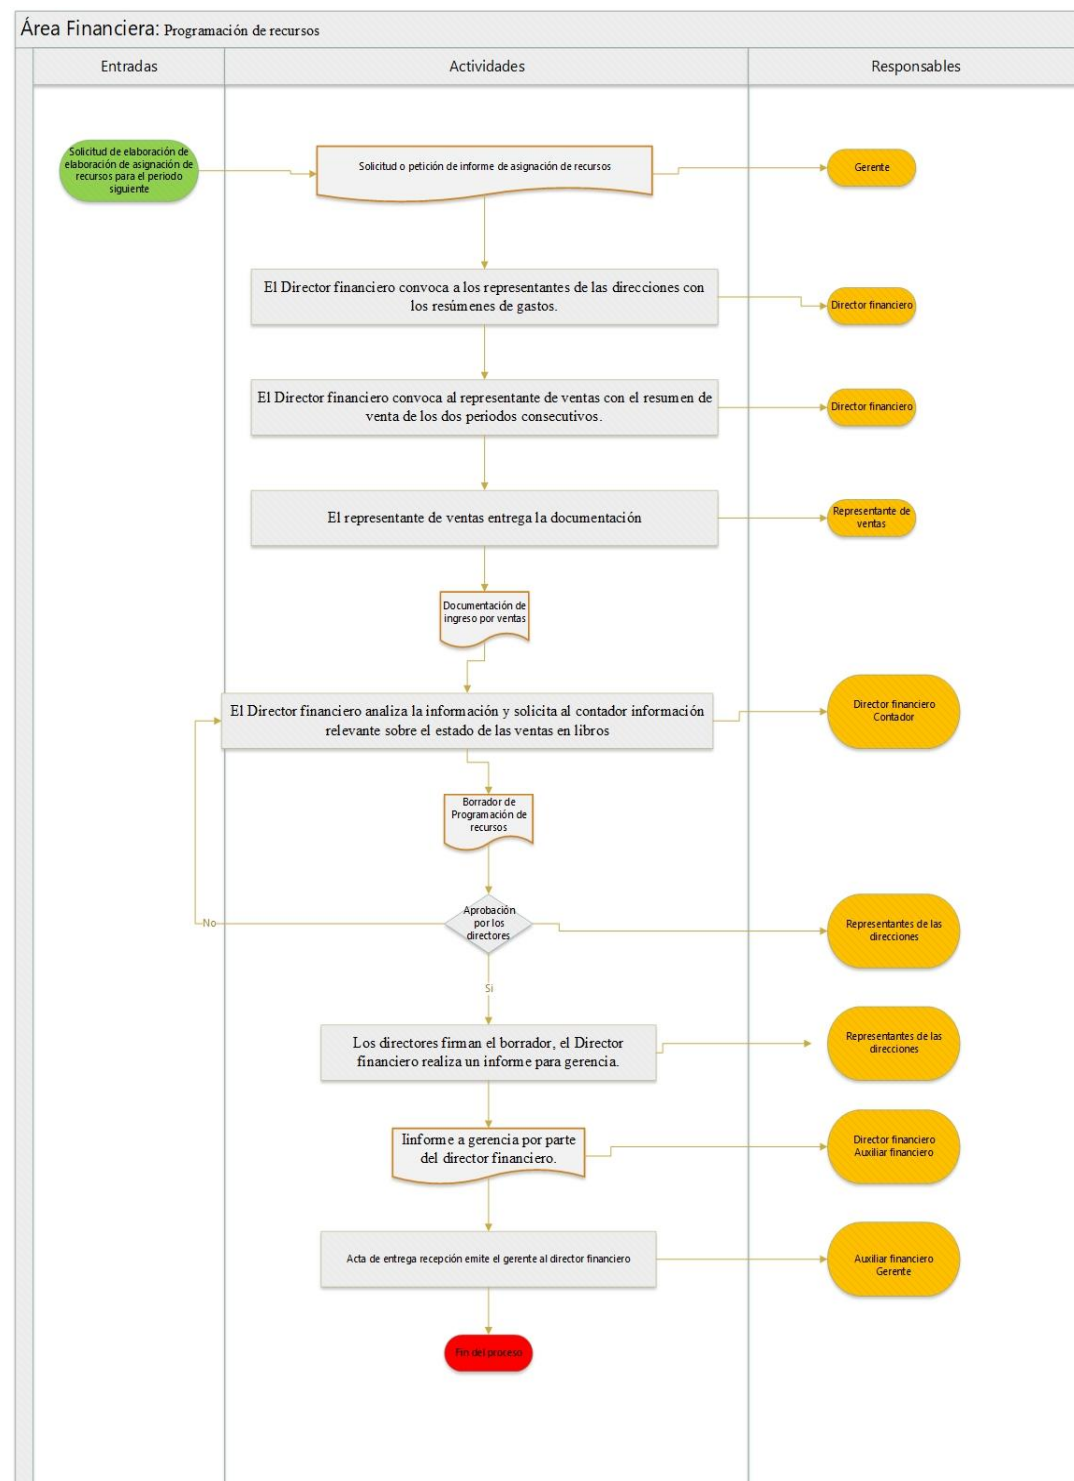 Área Financiera: Programación de recursos
Entradas
Actividades
Responsables
Solicitud de elaboración de
elaboración de asignación de
recursos para el periodo
siguiente
Solicitud o petición de informe de asignación de recursos
Gerente
El Director financiero convoca a los representantes de las direcciones con
los resúmenes de gastos.
Director financiero
El Director financiero convoca al representante de ventas con el resumen de
venta de los dos periodos consecutivos.
Director financiero
El representante de ventas entrega la documentación
Representante de
ventas
Documentación de
ingreso por ventas
El Director financiero analiza la información y solicita al contador información
relevante sobre el estado de las ventas en libros
Director financiero
Contador
Borrador de
Programación de
recursos
Aprobación
por los
directores
No
Representantes de las
direcciones
Si
Los directores firman el borrador, el Director
financiero realiza un informe para gerencia.
Representantes de las
direcciones
Iinforme a gerencia por parte
del director financiero.
Director financiero
Auxiliar financiero
Acta de entrega recepción emite el gerente al director financiero
Auxiliar financiero
Gerente
Fin del proceso